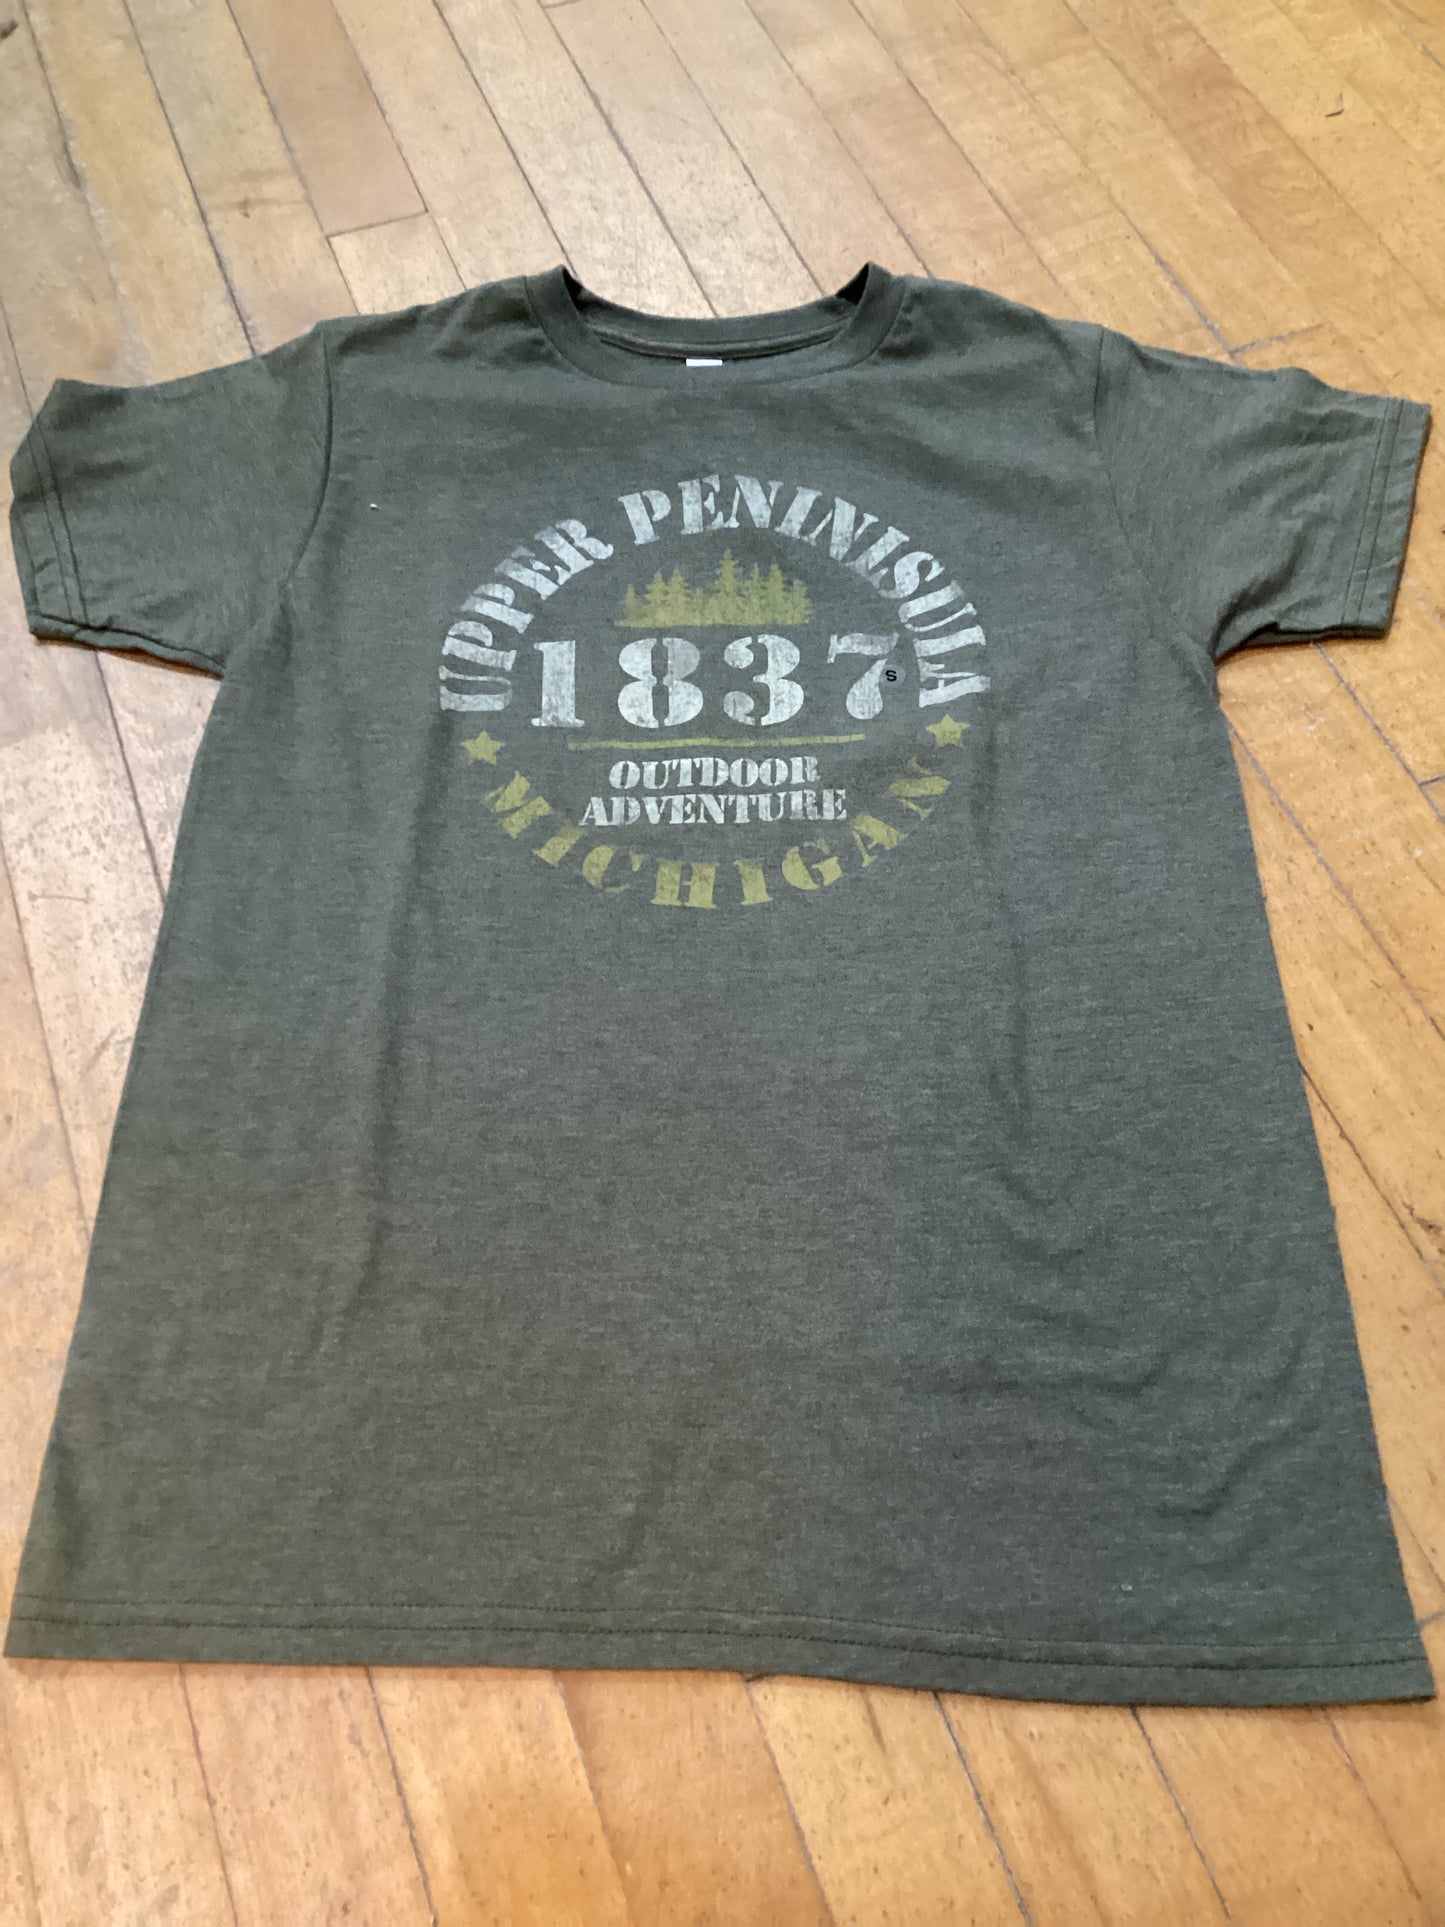 UPPER PENINISULA
1837
S
OUTDOOR
ADVENTURE
MICHIGAN